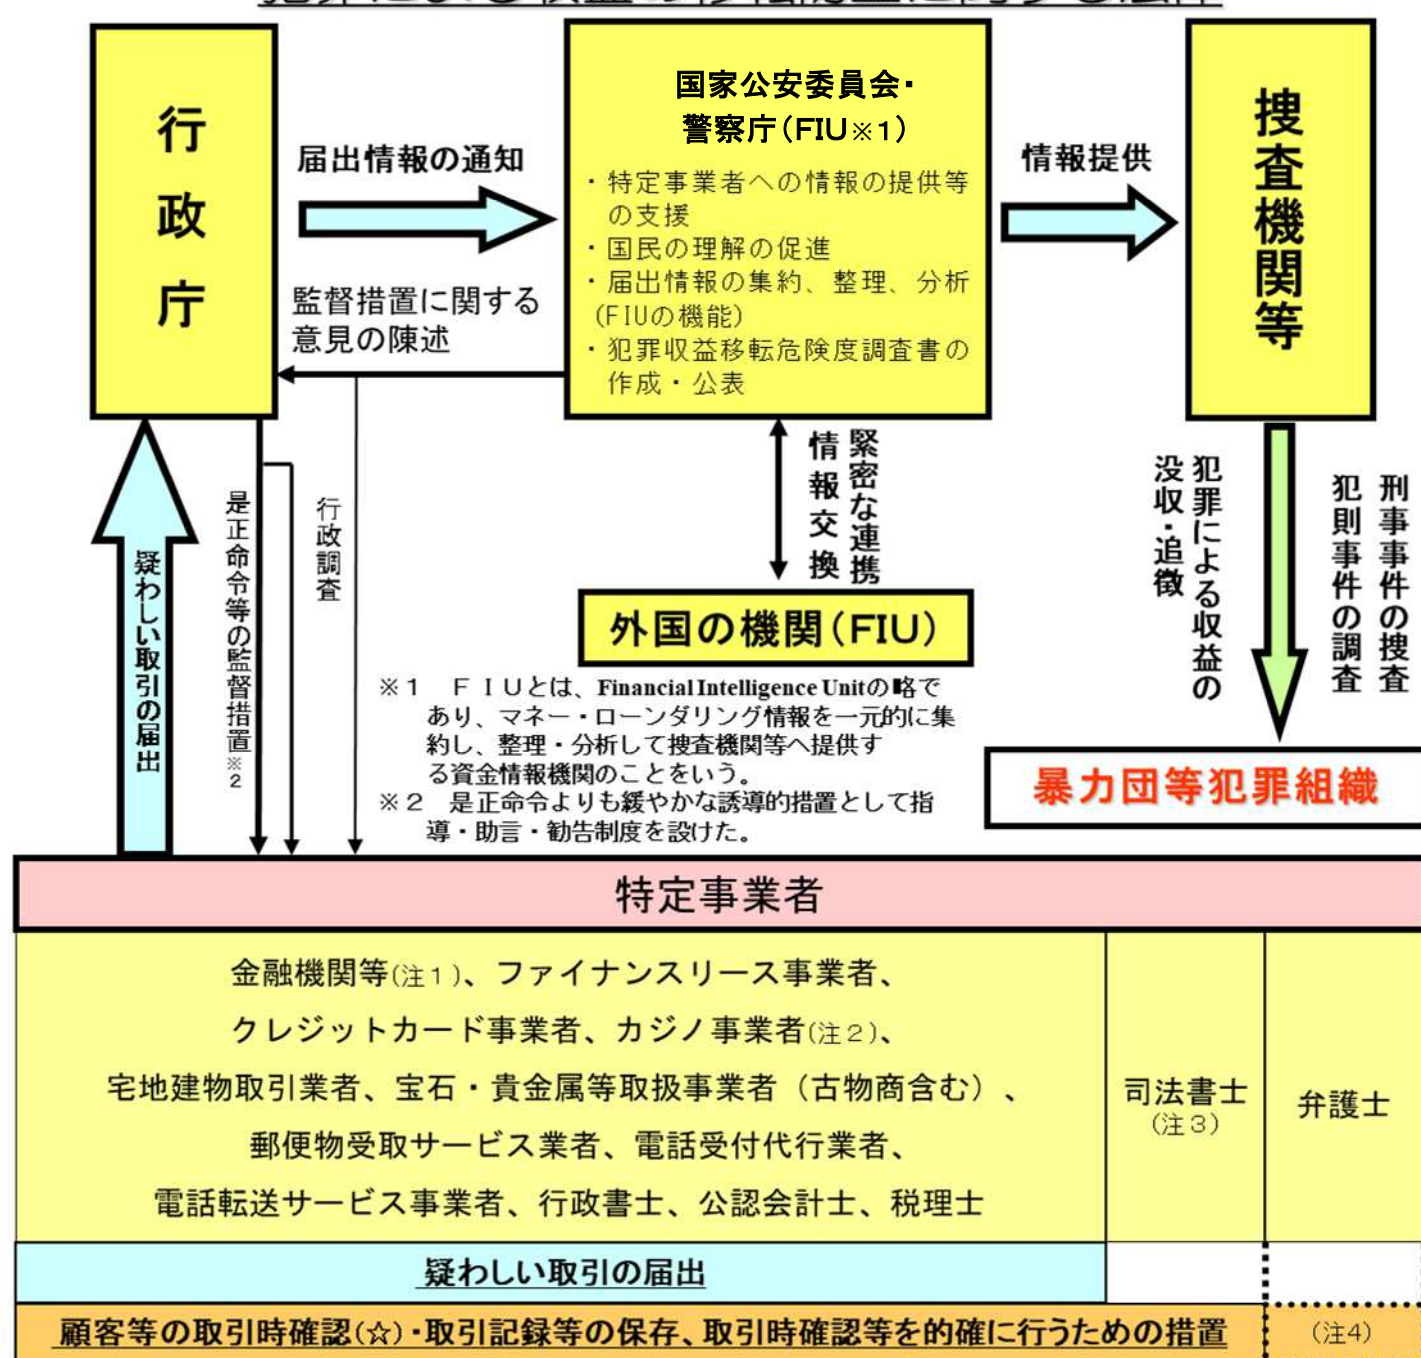 犯罪による収益の移転防止に関する法律
行政庁
届出情報の通知
監督措置に関する
意見の陳述
国家公安委員会・
警察庁(FIU※1)
・特定事業者への情報の提供等
の支援
・国民の理解の促進
・届出情報の集約、整理、分析
(FIUの機能)
・犯罪収益移転危険度調査書の
作成・公表
情報提供
捜査機関等
疑わしい取引の届出
是正命令等の監督措置※2
行政調査
緊密な連携
情報交換
外国の機関(FIU)
犯罪による収益の
没収・追徴
刑事事件の捜査
犯則事件の調査
暴力団等犯罪組織
※1 FIUとは、Financial Intelligence Unitの略で
あり、マネー・ローンダリング情報を一元的に集
約し、整理・分析して捜査機関等へ提供す
る資金情報機関のことをいう。
※2 是正命令よりも緩やかな誘導的措置として指
導・助言・勧告制度を設けた。
特定事業者
金融機関等(注1)、ファイナンスリース事業者、
クレジットカード事業者、カジノ事業者(注2)、
宅地建物取引業者、宝石・貴金属等取扱事業者(古物商含む)、
郵便物受取サービス業者、電話受付代行業者、
電話転送サービス事業者、行政書士、公認会計士、税理士
司法書士
(注3)
弁護士
疑わしい取引の届出
顧客等の取引時確認(☆)・取引記録等の保存、取引時確認等を的確に行うための措置
(注4)